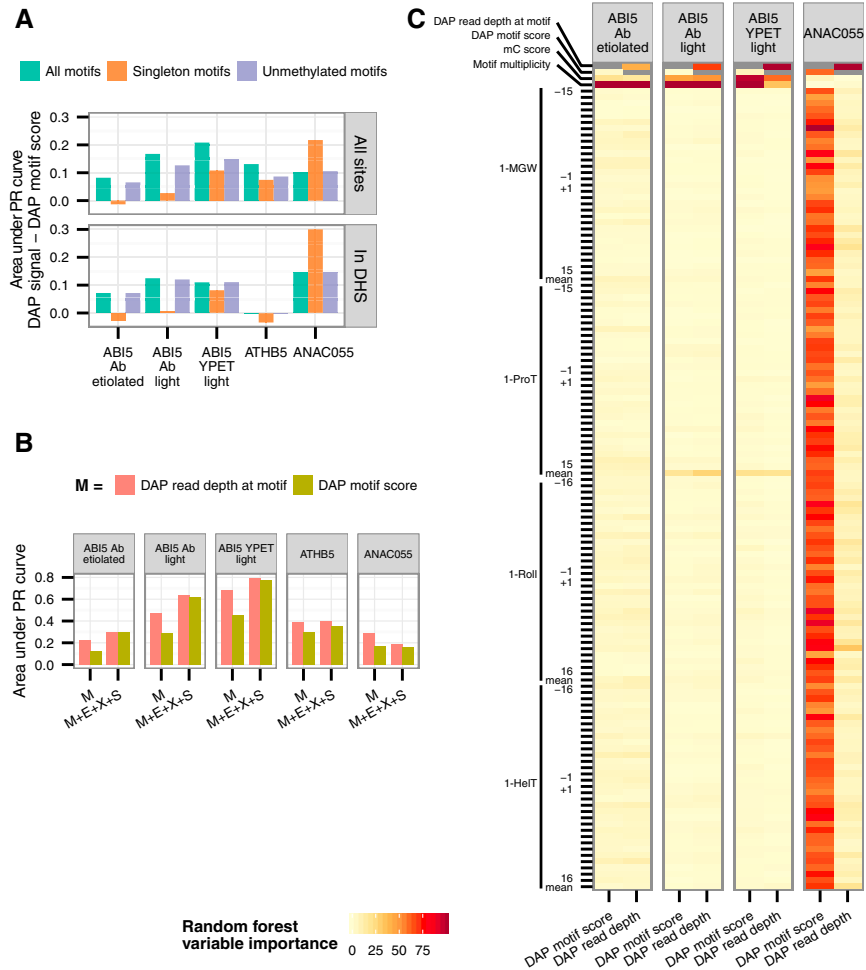 A
All motifs Singleton motifs Unmethylated motifs
Area under PR curve
DAP signal − DAP motif score
0.3
0.2
0.1
0.0
All sites
0.3
0.2
0.1
0.0
In DHS
ABI5
Ab
etiolated
ABI5
Ab
light
ABI5
YPET
light
ATHB5
ANAC055
B
M = DAP read depth at motif DAP motif score
ABI5 Ab
etiolated
ABI5 Ab
light
ABI5 YPET
light
ATHB5
ANAC055
Area under PR curve
0.8
0.6
0.4
0.2
0.0
M
M+E+X+S
M
M+E+X+S
M
M+E+X+S
M
M+E+X+S
M
M+E+X+S
C
DAP read depth at motif
DAP motif score
mC score
Motif multiplicity
ABI5
Ab
etiolated
ABI5
Ab
light
ABI5
YPET
light
ANAC055
1-MGW
−15
−1
+1
15
mean
1-ProT
−15
−1
+1
15
mean
1-Roll
−16
−1
+1
16
mean
1-HelT
−16
−1
+1
16
mean
DAP motif score
DAP read depth
DAP motif score
DAP read depth
DAP motif score
DAP read depth
DAP motif score
DAP read depth
Random forest
variable importance
0 25 50 75